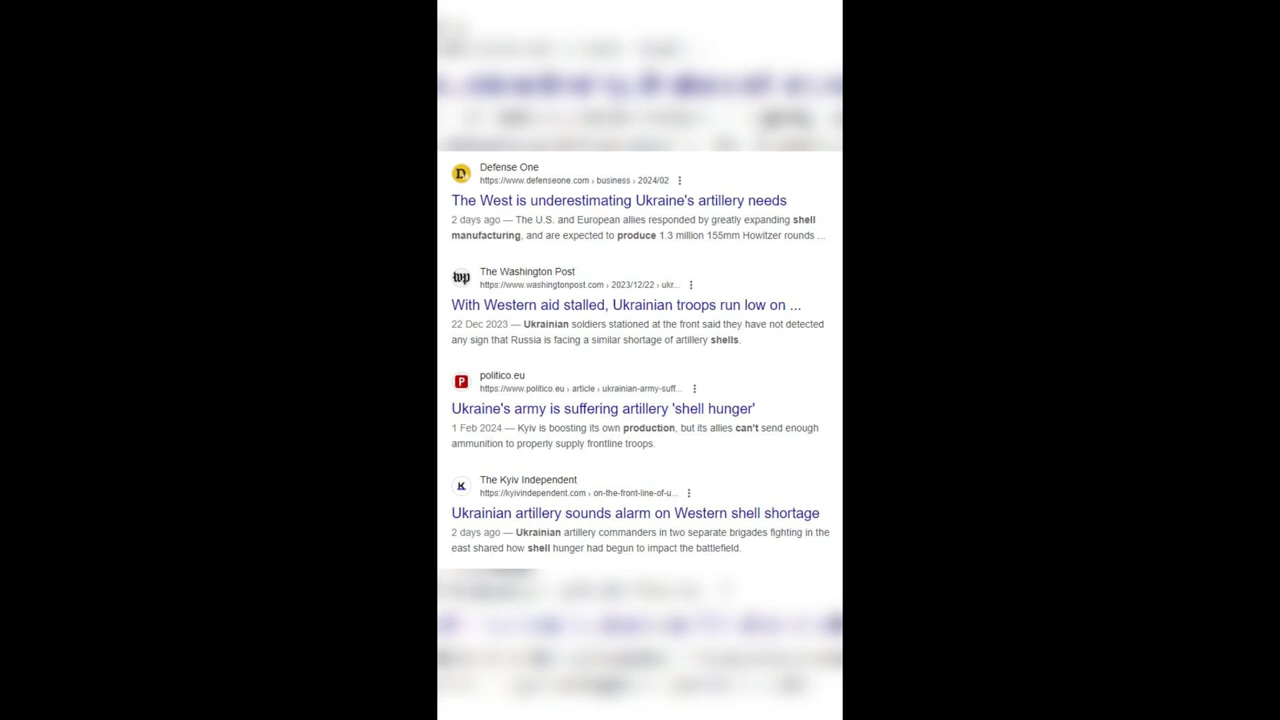 Defense One
https://www.defenseone.com › business › 2024/02
The West is underestimating Ukraine's artillery needs
2 days ago — The U.S. and European allies responded by greatly expanding shell
manufacturing, and are expected to produce 1.3 million 155mm Howitzer rounds ...
The Washington Post
https://www.washingtonpost.com › 2023/12/22 › ukr...
With Western aid stalled, Ukrainian troops run low on ...
22 Dec 2023 — Ukrainian soldiers stationed at the front said they have not detected
any sign that Russia is facing a similar shortage of artillery shells.
politico.eu
https://www.politico.eu › article › ukrainian-army-suff...
Ukraine's army is suffering artillery 'shell hunger'
1 Feb 2024 — Kyiv is boosting its own production, but its allies can't send enough
ammunition to properly supply frontline troops.
The Kyiv Independent
https://kyivindependent.com › on-the-front-line-of-u...
Ukrainian artillery sounds alarm on Western shell shortage
2 days ago — Ukrainian artillery commanders in two separate brigades fighting in the
east shared how shell hunger had begun to impact the battlefield.